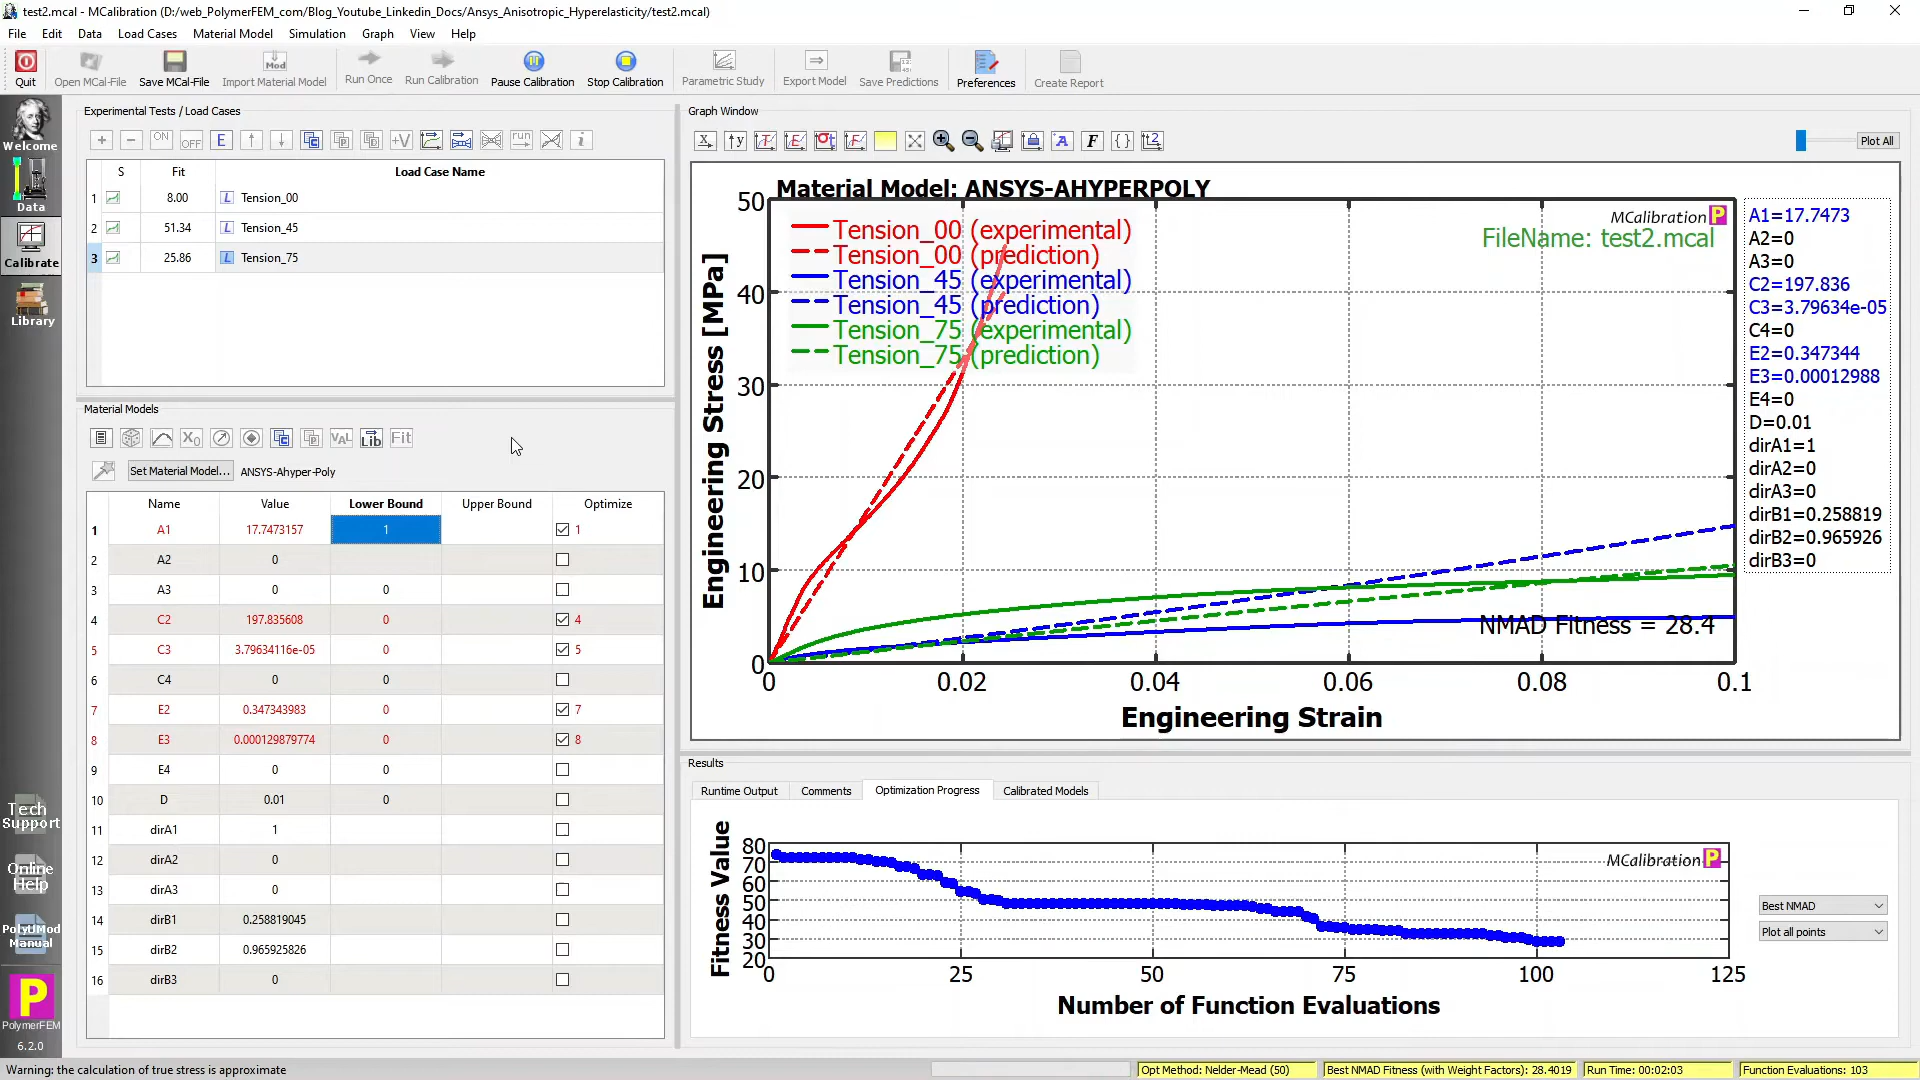 test2.mcal - MCalibration (D:/web_PolymerFEM_com/Blog_Youtube_Linkedin_Docs/Ansys_Anisotropic_Hyperelasticity/test2.mcal)
File Edit Data Load Cases Material Model Simulation Graph View Help
Quit Open MCal-File Save MCal-File Import Material Model Run Once Run Calibration Pause Calibration Stop Calibration Parametric Study Export Model Save Predictions Preferences Create Report
Welcome
Data
Calibrate
Library
Tech Support
Online Help
PolyUMod Manual
PolymerFEM
6.2.0
Experimental Tests / Load Cases
S Fit Load Case Name
1 8.00 L Tension_00
2 51.34 L Tension_45
3 25.86 L Tension_75
Material Models
Set Material Model... ANSYS-Ahyper-Poly
Name Value Lower Bound Upper Bound Optimize
1 A1 17.7473157 1 1
2 A2 0
3 A3 0 0
4 C2 197.835608 0 4
5 C3 3.79634116e-05 0 5
6 C4 0 0
7 E2 0.347343983 0 7
8 E3 0.000129879774 0 8
9 E4 0 0
10 D 0.01 0
11 dirA1 1
12 dirA2 0
13 dirA3 0
14 dirB1 0.258819045
15 dirB2 0.965925826
16 dirB3 0
Graph Window
Plot All
Material Model: ANSYS-AHYPERPOLY
Tension_00 (experimental)
Tension_00 (prediction)
Tension_45 (experimental)
Tension_45 (prediction)
Tension_75 (experimental)
Tension_75 (prediction)
MCalibration P
FileName: test2.mcal
NMAD Fitness = 28.4
Engineering Stress [MPa]
50
40
30
20
10
0
0 0.02 0.04 0.06 0.08 0.1
Engineering Strain
A1=17.7473
A2=0
A3=0
C2=197.836
C3=3.79634e-05
C4=0
E2=0.347344
E3=0.00012988
E4=0
D=0.01
dirA1=1
dirA2=0
dirA3=0
dirB1=0.258819
dirB2=0.965926
dirB3=0
Results
Runtime Output Comments Optimization Progress Calibrated Models
Fitness Value
80
70
60
50
40
30
20
0 25 50 75 100 125
Number of Function Evaluations
MCalibration P
Best NMAD
Plot all points
Warning: the calculation of true stress is approximate
Opt Method: Nelder-Mead (50) Best NMAD Fitness (with Weight Factors): 28.4019 Run Time: 00:02:03 Function Evaluations: 103